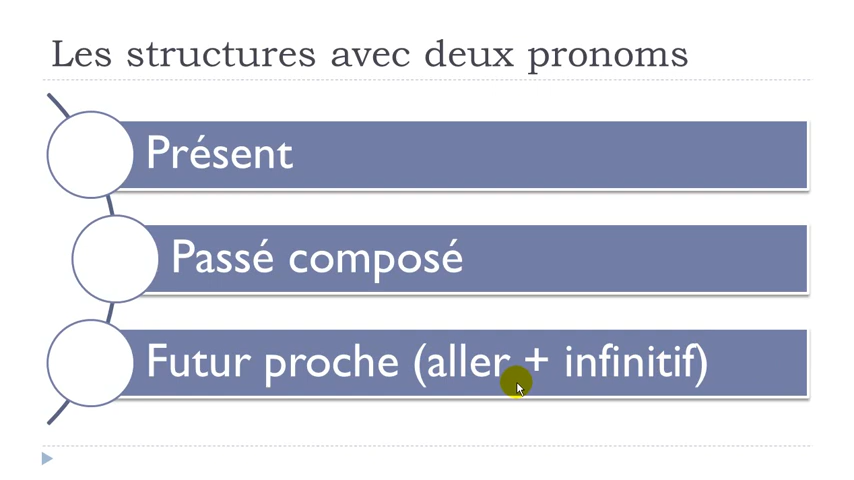 Les structures avec deux pronoms
Présent
Passé composé
Futur proche (aller + infinitif)